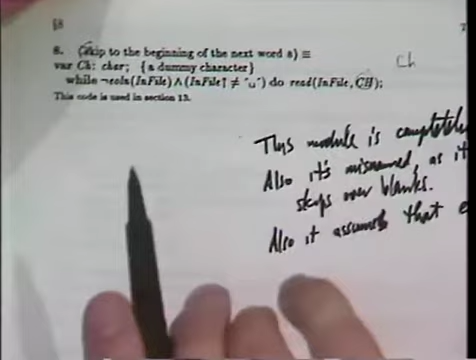 §8
8. ⟨Skip to the beginning of the next word 8⟩ ≡
var Ch: char; {a dummy character}
while ¬eoln(InFile) ∧ (InFile↑ ≠ ´␣´) do read(InFile, CH);
This code is used in section 13.
Ch
This module is completely
Also it's misnamed, as it
skips over blanks.
Also it assumes that e